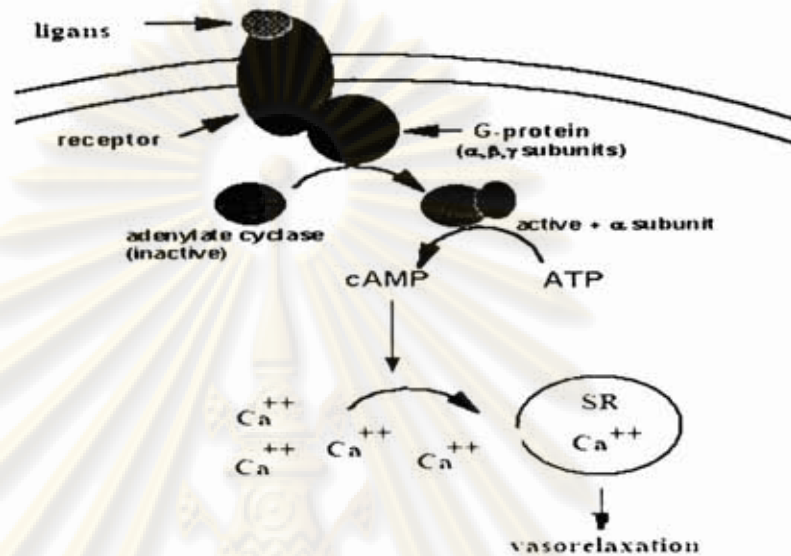 ligans
receptor
G-protein
(α,β,γ subunits)
adenylate cyclase
(inactive)
active + α subunit
cAMP
ATP
Ca++
Ca++
Ca++
Ca++
SR
Ca++
vasorelaxation